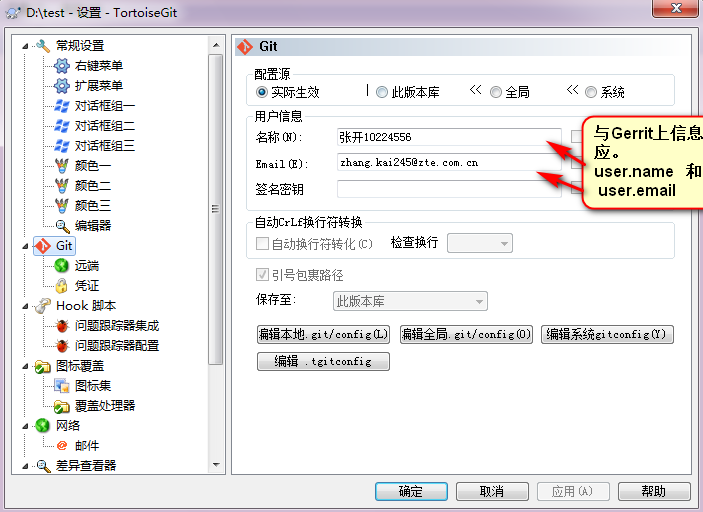 D:\test - 设置 - TortoiseGit
常规设置
右键菜单
扩展菜单
对话框组一
对话框组二
对话框组三
颜色一
颜色二
颜色三
编辑器
Git
远端
凭证
Hook 脚本
问题跟踪器集成
问题跟踪器配置
图标覆盖
图标集
覆盖处理器
网络
邮件
差异查看器
Git
配置源
实际生效 | 此版本库 << 全局 << 系统
用户信息
名称(N): 张开10224556
Email(E): zhang.kai245@zte.com.cn
签名密钥
与Gerrit上信息
应。
user.name 和
user.email
自动CrLf换行符转换
自动换行符转化(C) 检查换行
引号包裹路径
保存至: 此版本库
编辑本地.git/config(L) 编辑全局.git/config(O) 编辑系统gitconfig(Y)
编辑 .tgitconfig
确定 取消 应用(A) 帮助